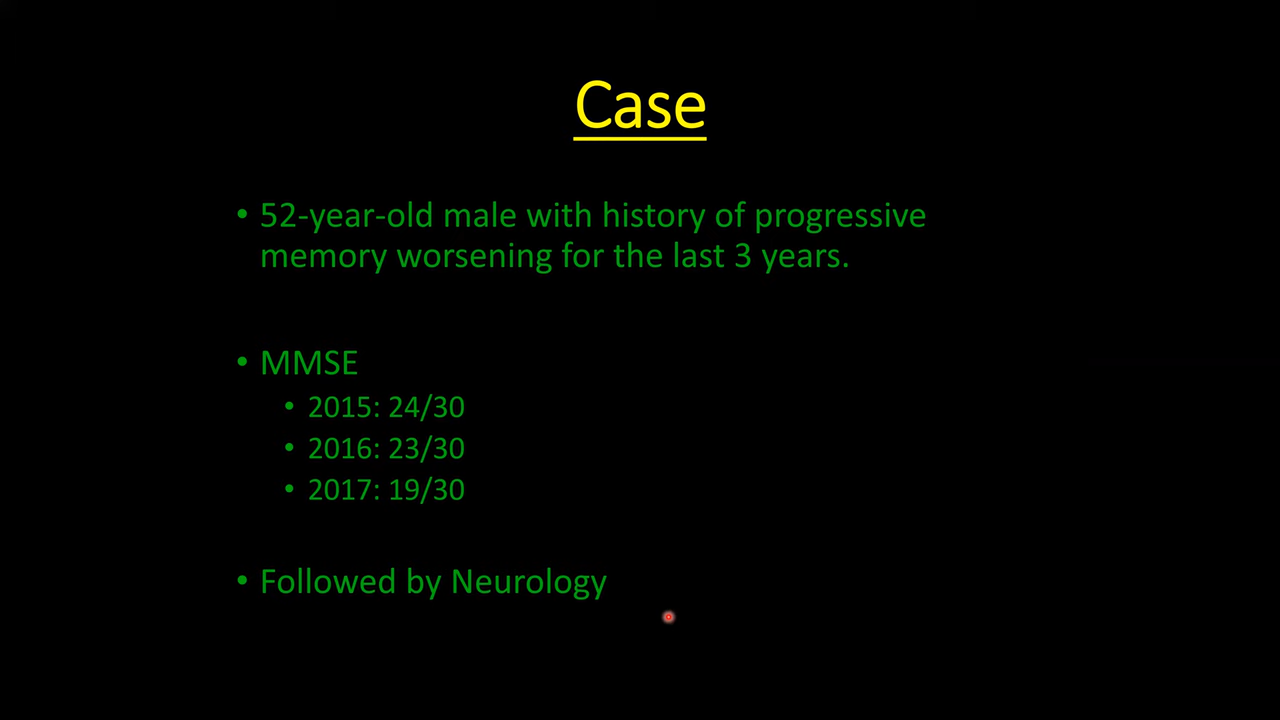 Case
• 52-year-old male with history of progressive
memory worsening for the last 3 years.
• MMSE
• 2015: 24/30
• 2016: 23/30
• 2017: 19/30
• Followed by Neurology